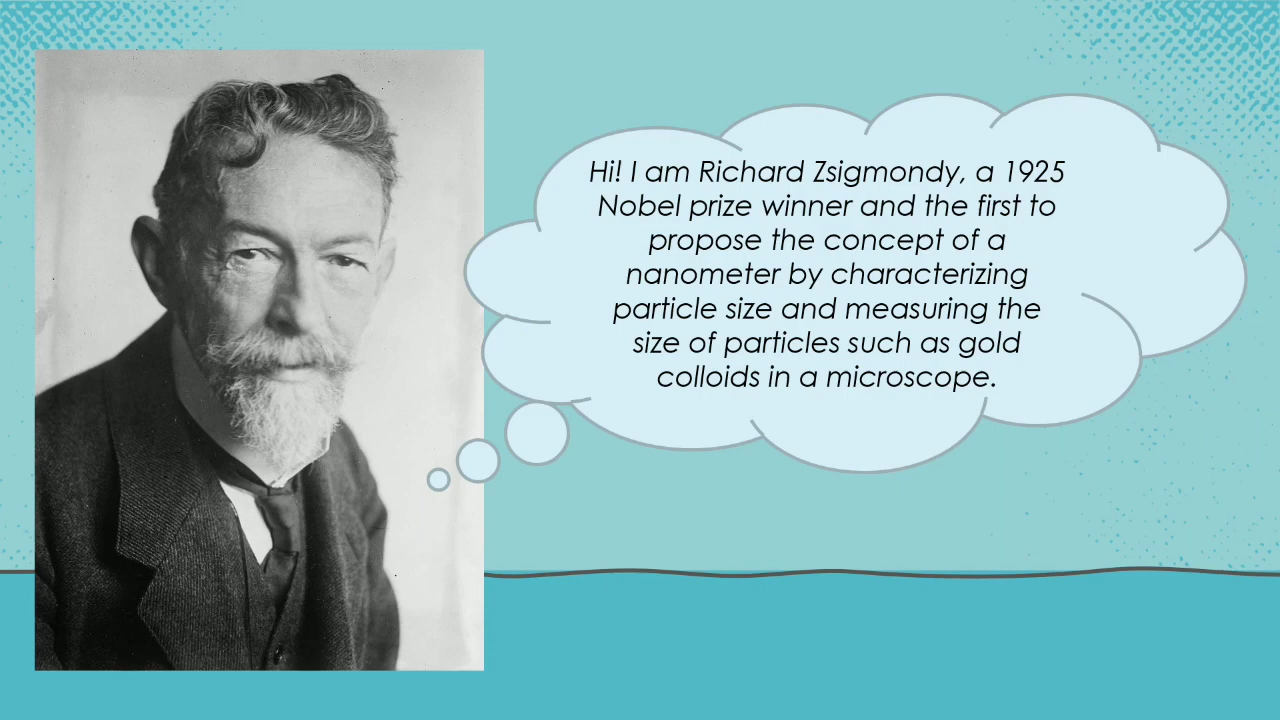 Hi! I am Richard Zsigmondy, a 1925
Nobel prize winner and the first to
propose the concept of a
nanometer by characterizing
particle size and measuring the
size of particles such as gold
colloids in a microscope.